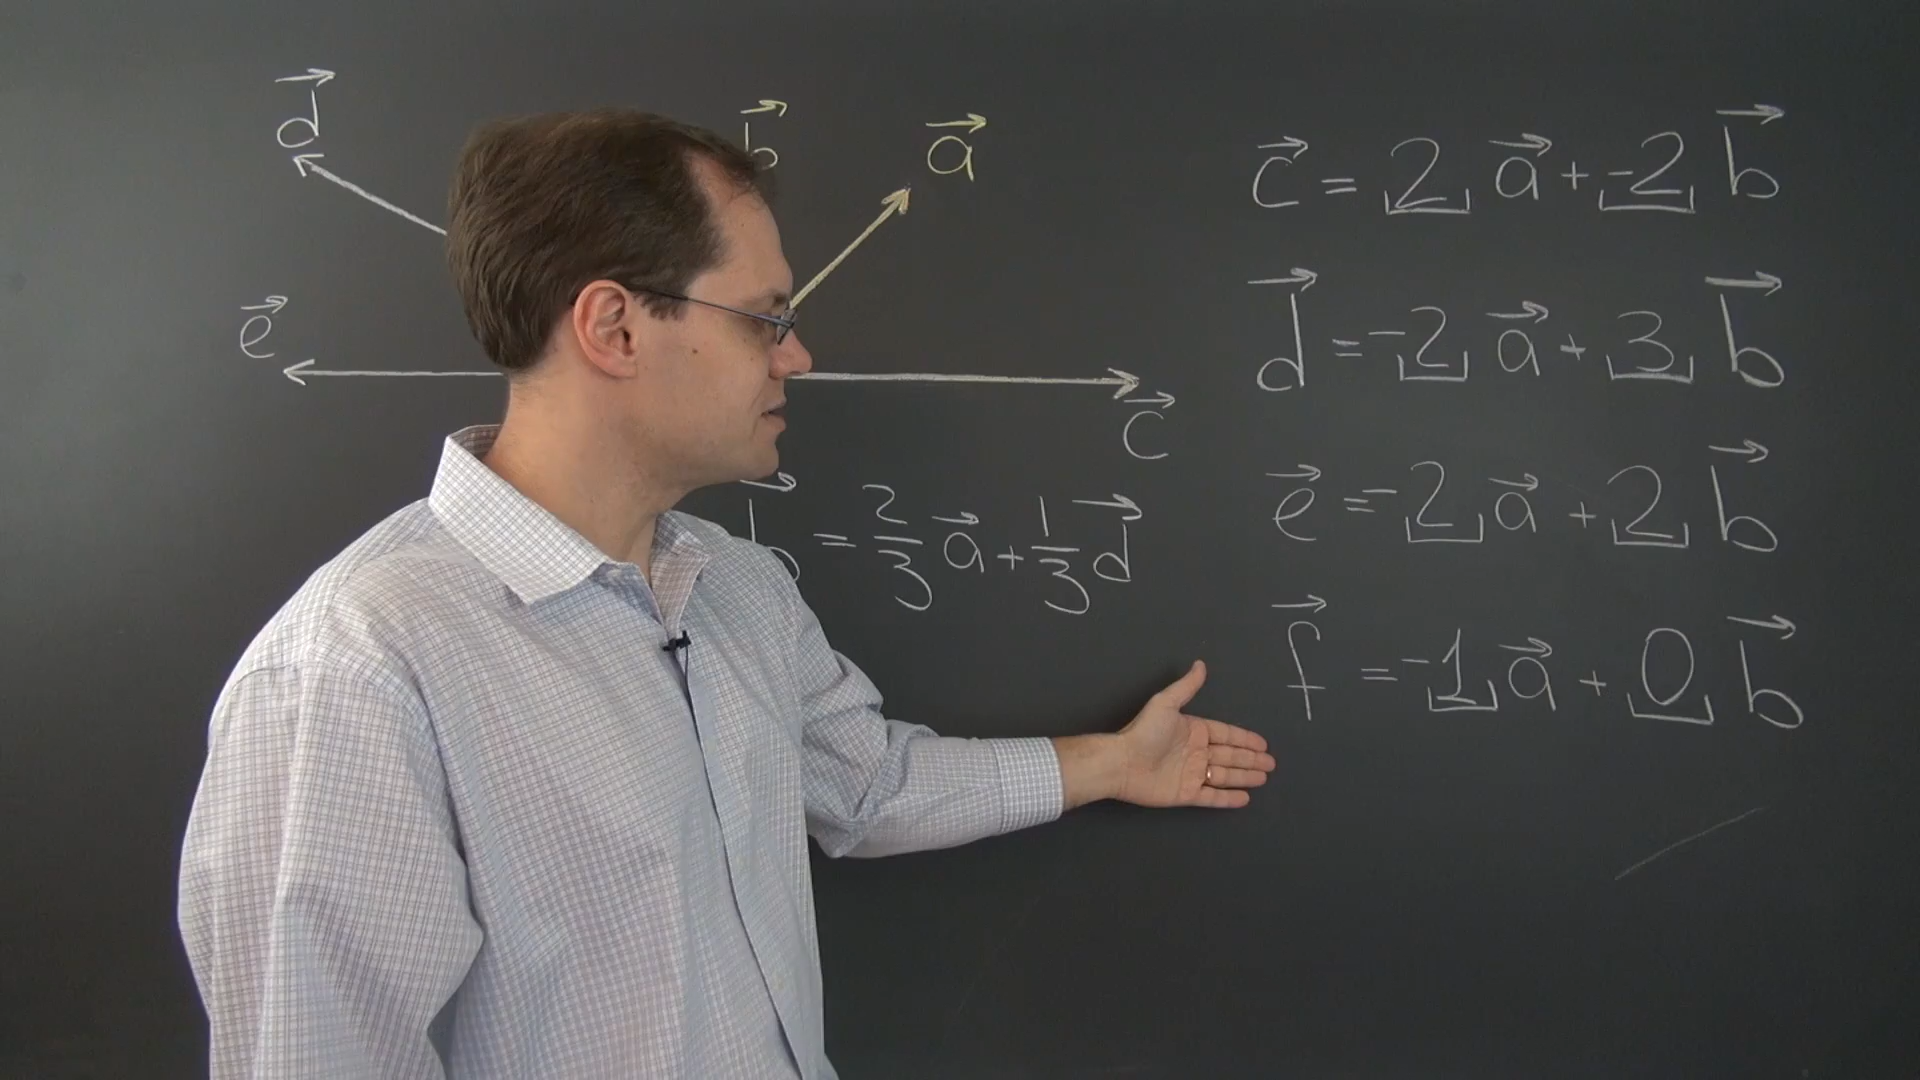 d⃗
b⃗
a⃗
e⃗
c⃗
b⃗ = 2/3 a⃗ + 1/3 d⃗
c⃗ = 2 a⃗ + -2 b⃗
d⃗ = -2 a⃗ + 3 b⃗
e⃗ = -2 a⃗ + 2 b⃗
f⃗ = -1 a⃗ + 0 b⃗